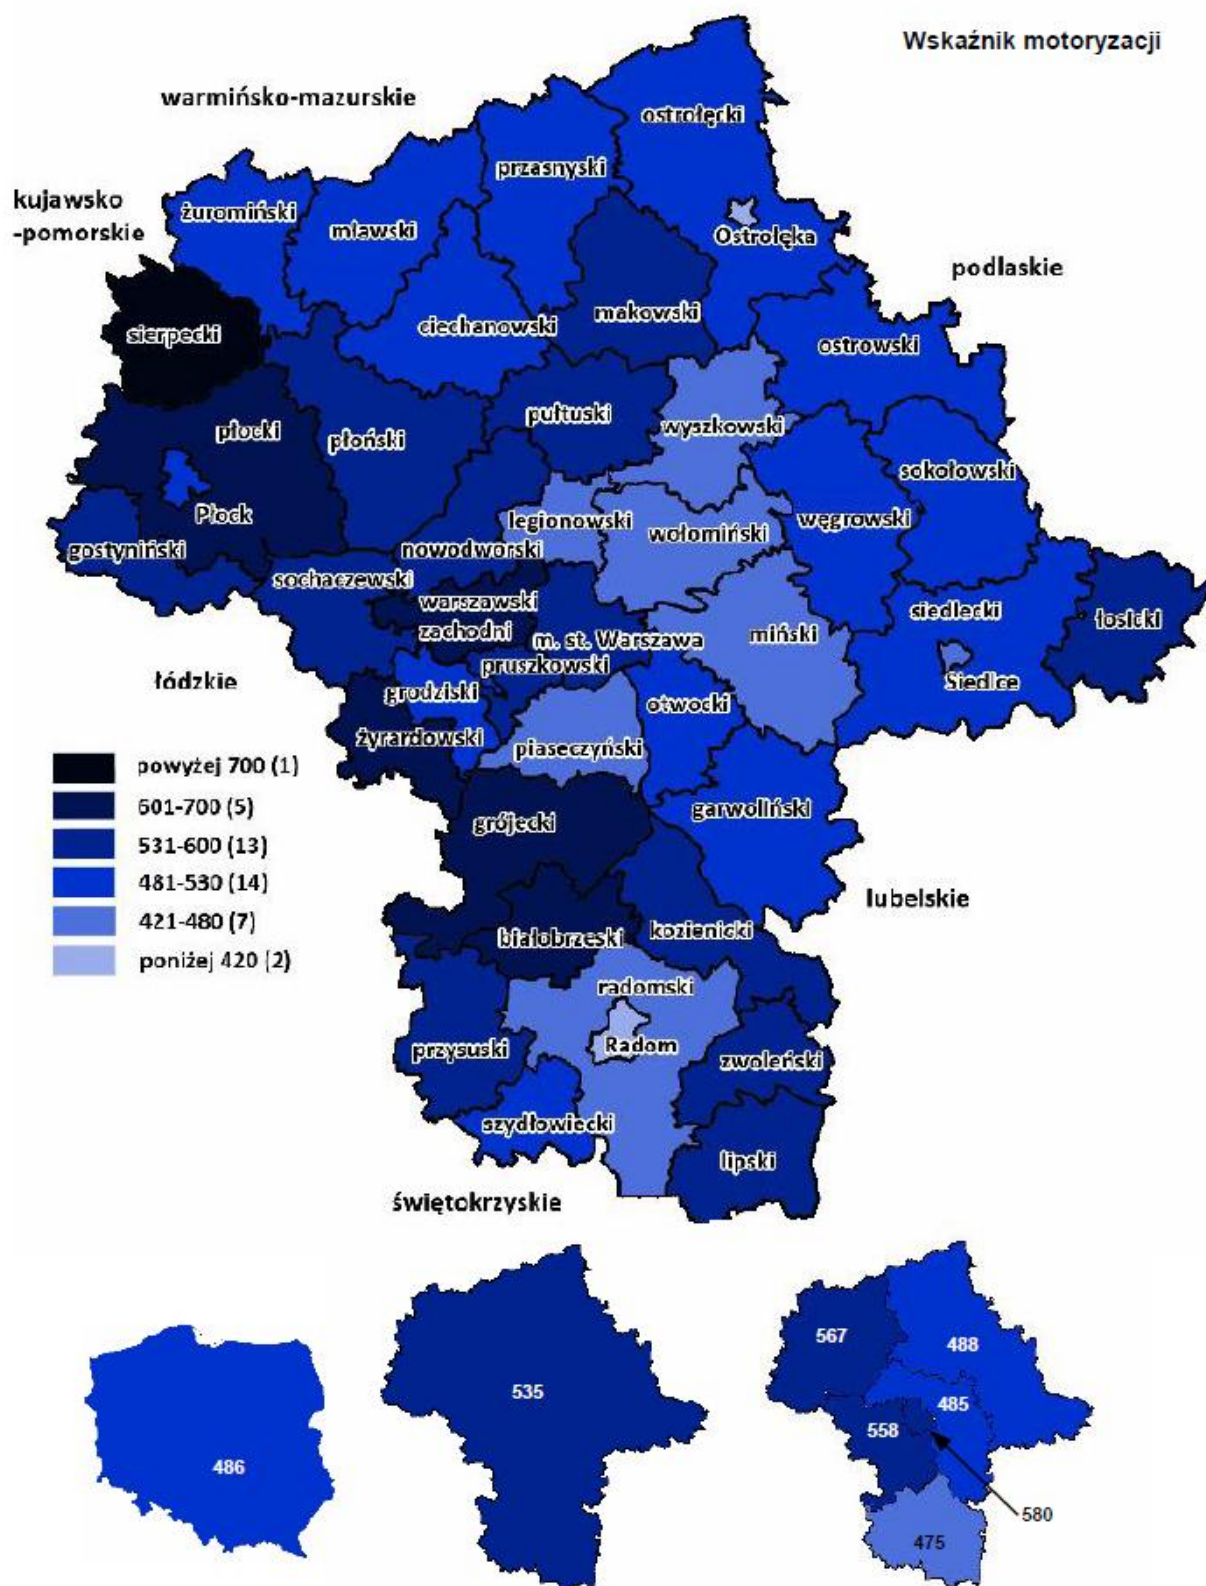 Wskaźnik motoryzacji
warmińsko-mazurskie
ostrołęcki
przasnyski
kujawsko
-pomorskie
żuromiński
mławski
Ostrołęka
podlaskie
sierpecki
ciechanowski
makowski
ostrowski
płocki
płoński
pułtuski
wyszkowski
sokołowski
Płock
legionowski
wołomiński
węgrowski
gostyniński
nowodworski
sochaczewski
warszawski
zachodni
siedlecki
łosicki
m. st. Warszawa
miński
łódzkie
pruszkowski
Siedlce
grodziski
otwocki
żyrardowski
piaseczyński
powyżej 700 (1)
601-700 (5)
531-600 (13)
481-530 (14)
421-480 (7)
poniżej 420 (2)
grójecki
garwoliński
lubelskie
białobrzeski
kozienicki
radomski
przysuski
Radom
zwoleński
szydłowiecki
lipski
świętokrzyskie
486
535
567
488
485
558
580
475